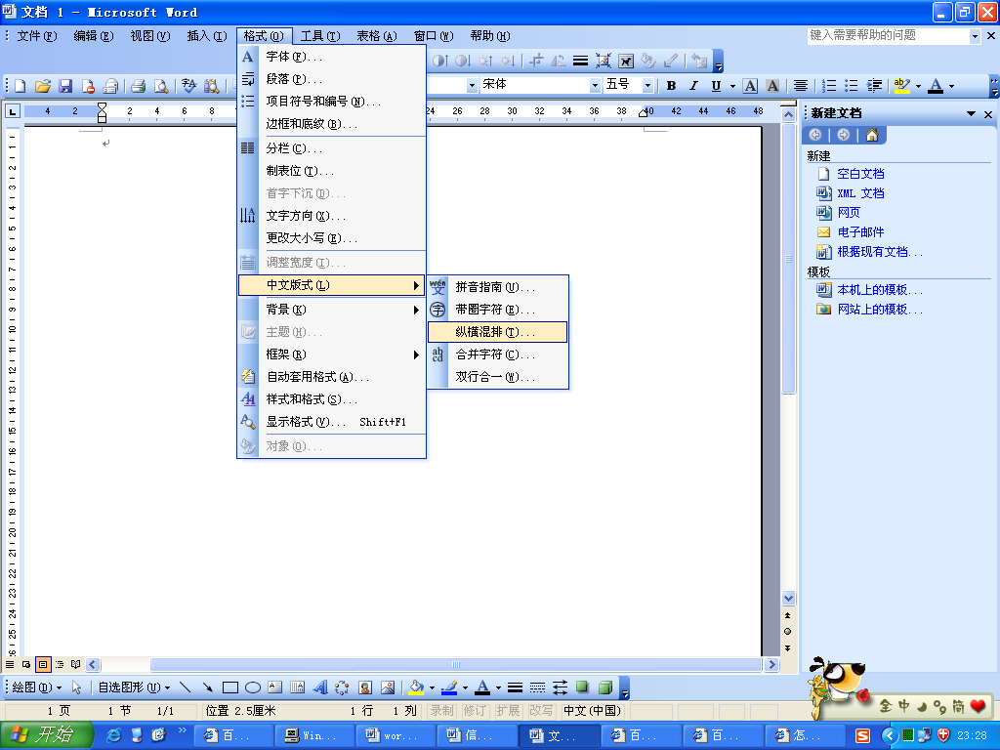 文档 1 - Microsoft Word
文件(F) 编辑(E) 视图(V) 插入(I) 格式(O) 工具(T) 表格(A) 窗口(W) 帮助(H) 键入需要帮助的问题
宋体 五号 B I U A A
4 2 2 4 6 8 24 26 28 30 32 34 36 38 40 42 44 46 48
字体(F)...
段落(P)...
项目符号和编号(N)...
边框和底纹(B)...
分栏(C)...
制表位(T)...
首字下沉(D)...
文字方向(X)...
更改大小写(E)...
调整宽度(I)...
中文版式(L)
背景(K)
主题(H)...
框架(R)
自动套用格式(A)...
样式和格式(S)...
显示格式(V)... Shift+F1
对象(O)...
拼音指南(U)...
带圈字符(E)...
纵横混排(T)...
合并字符(C)...
双行合一(W)...
新建文档
新建
空白文档
XML 文档
网页
电子邮件
根据现有文档...
模板
本机上的模板...
网站上的模板...
绘图(D) 自选图形(U)
1 页 1 节 1/1 位置 2.5厘米 1 行 1 列 录制 修订 扩展 改写 中文(中国)
全 中 简
开始 百... Win... wor... 信... 文... 百... 百... 怎... 23:28